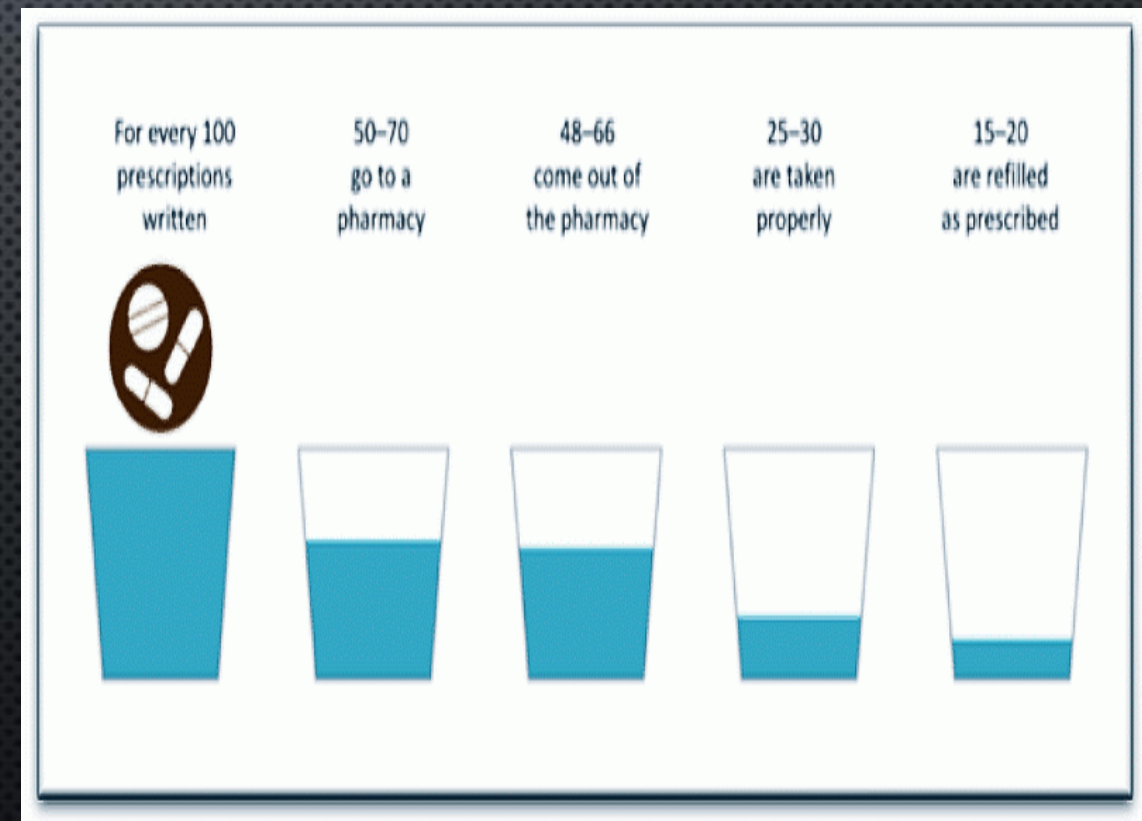 For every 100
prescriptions
written
50–70
go to a
pharmacy
48–66
come out of
the pharmacy
25–30
are taken
properly
15–20
are refilled
as prescribed